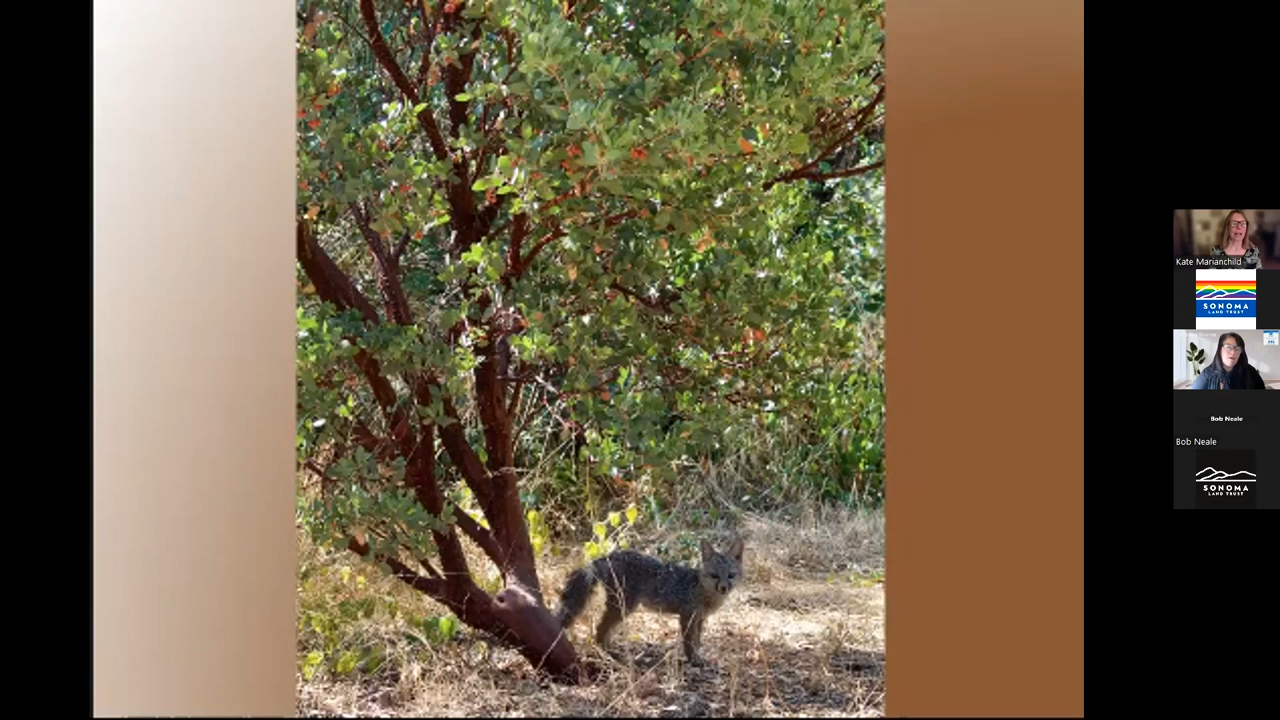 Kate Marianchild
SONOMA
LAND TRUST
Bob Neale
Bob Neale
SONOMA
LAND TRUST